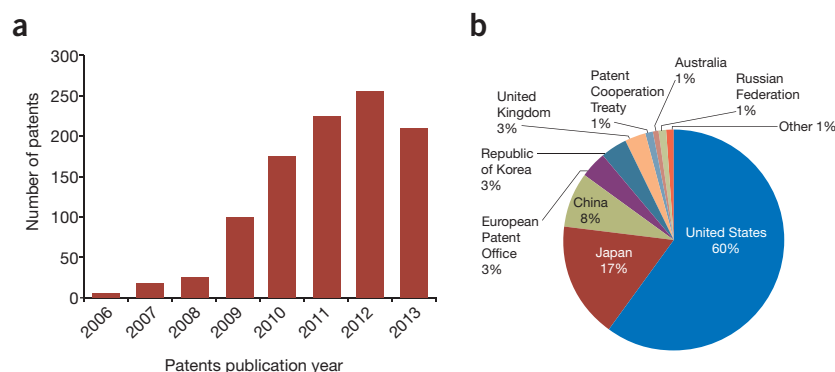 a
300
250
200
150
100
50
0
Number of patents
2006
2007
2008
2009
2010
2011
2012
2013
Patents publication year
b
Australia
1%
Patent
Cooperation
Treaty
1%
Russian
Federation
1%
Other 1%
United
Kingdom
3%
Republic
of Korea
3%
European
Patent
Office
3%
China
8%
Japan
17%
United States
60%